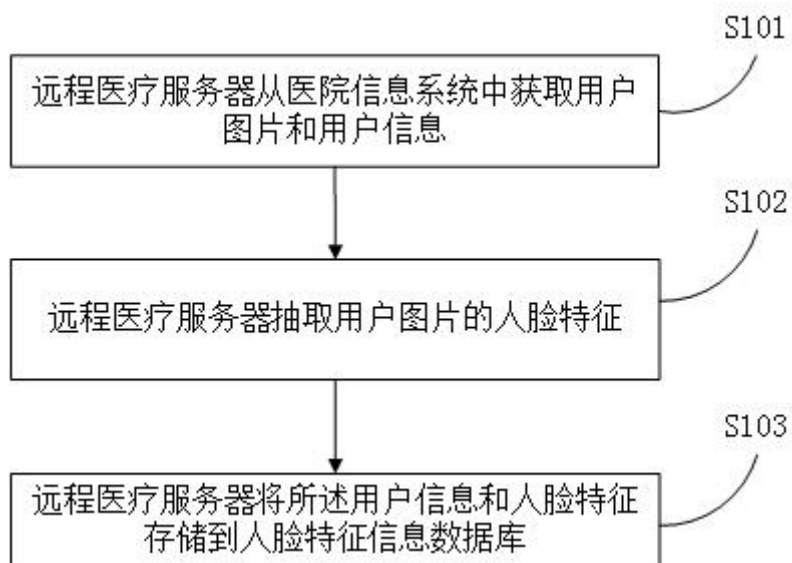 S101
远程医疗服务器从医院信息系统中获取用户
图片和用户信息
S102
远程医疗服务器抽取用户图片的人脸特征
S103
远程医疗服务器将所述用户信息和人脸特征
存储到人脸特征信息数据库